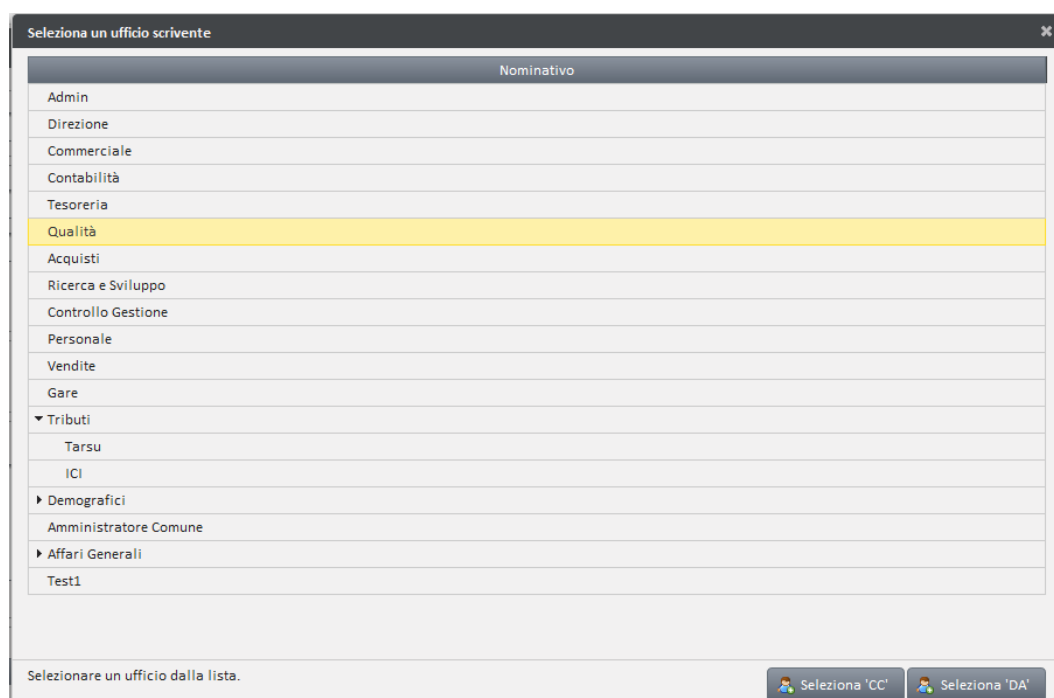 Seleziona un ufficio scrivente
Nominativo
Admin
Direzione
Commerciale
Contabilità
Tesoreria
Qualità
Acquisti
Ricerca e Sviluppo
Controllo Gestione
Personale
Vendite
Gare
Tributi
Tarsu
ICI
Demografici
Amministratore Comune
Affari Generali
Test1
Selezionare un ufficio dalla lista.
Seleziona 'CC' Seleziona 'DA'